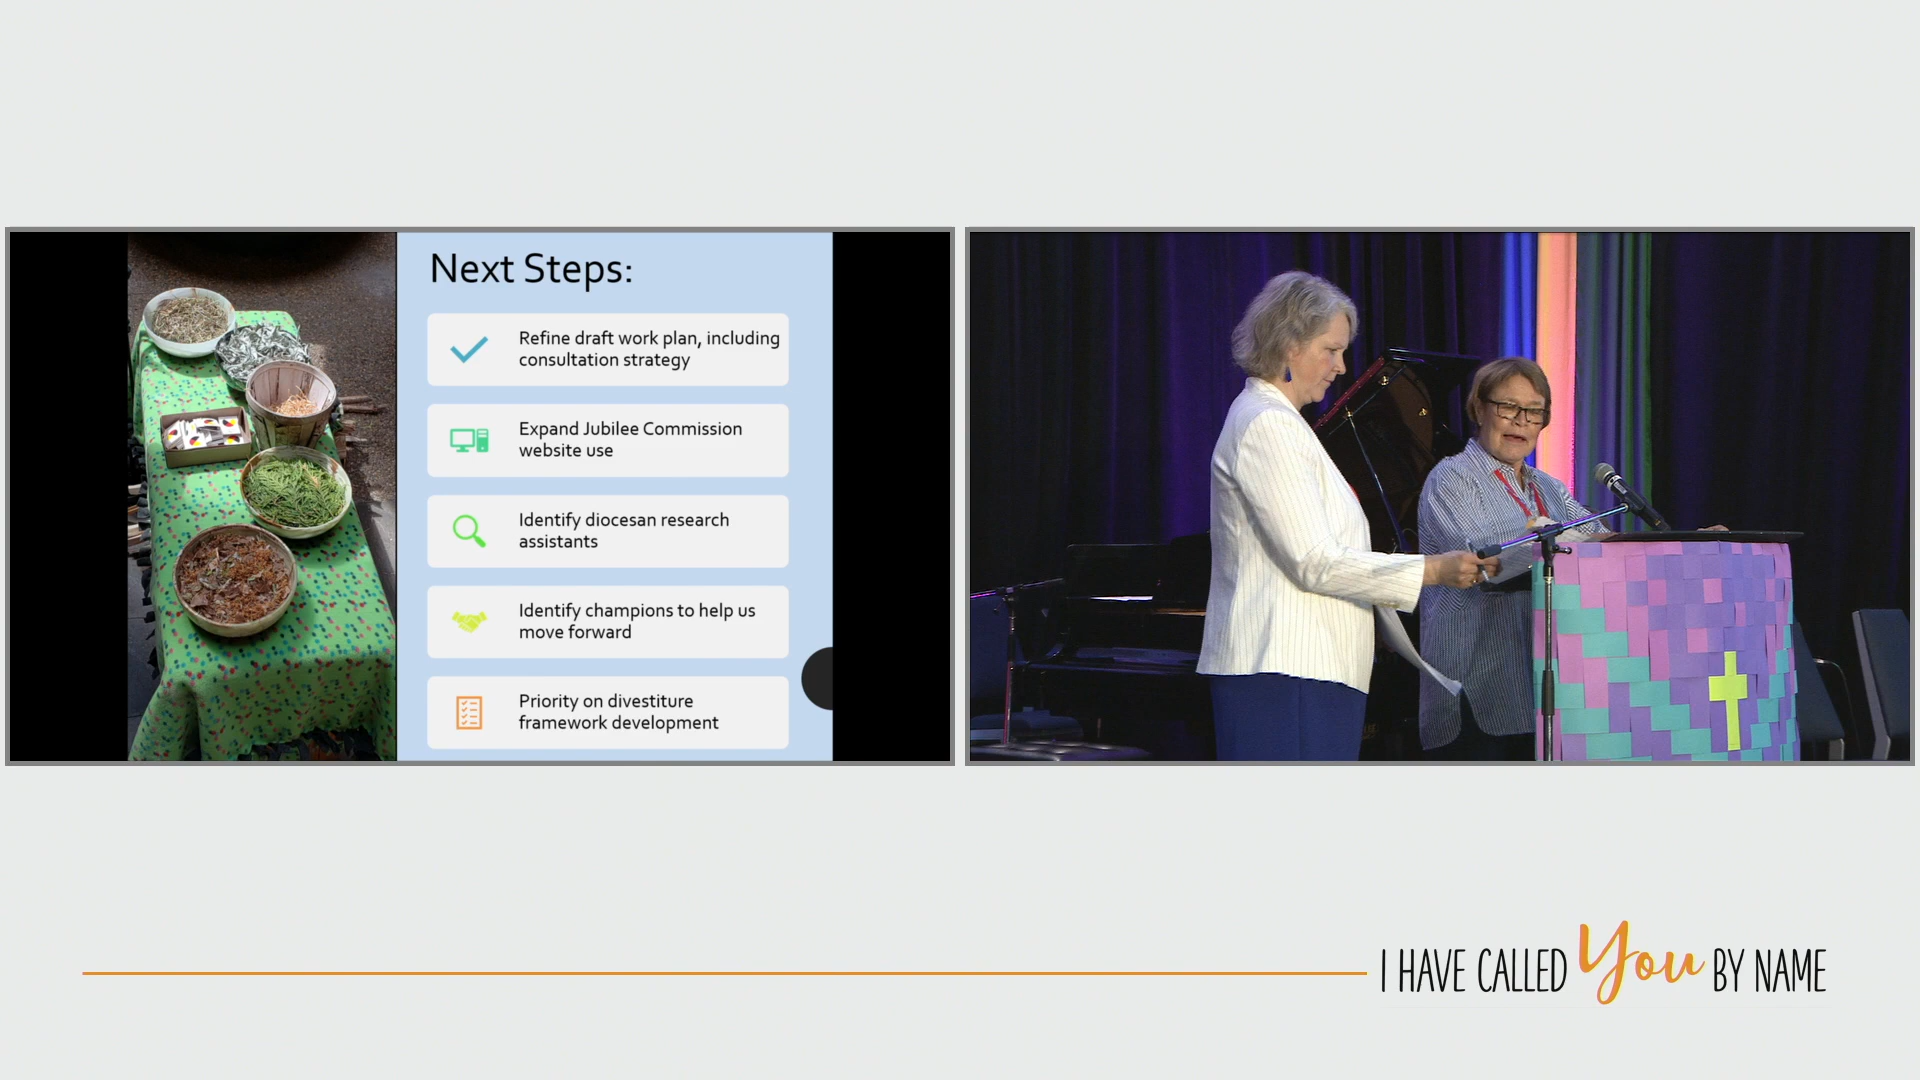 Next Steps:
Refine draft work plan, including
consultation strategy
Expand Jubilee Commission
website use
Identify diocesan research
assistants
Identify champions to help us
move forward
Priority on divestiture
framework development
I HAVE CALLED You BY NAME